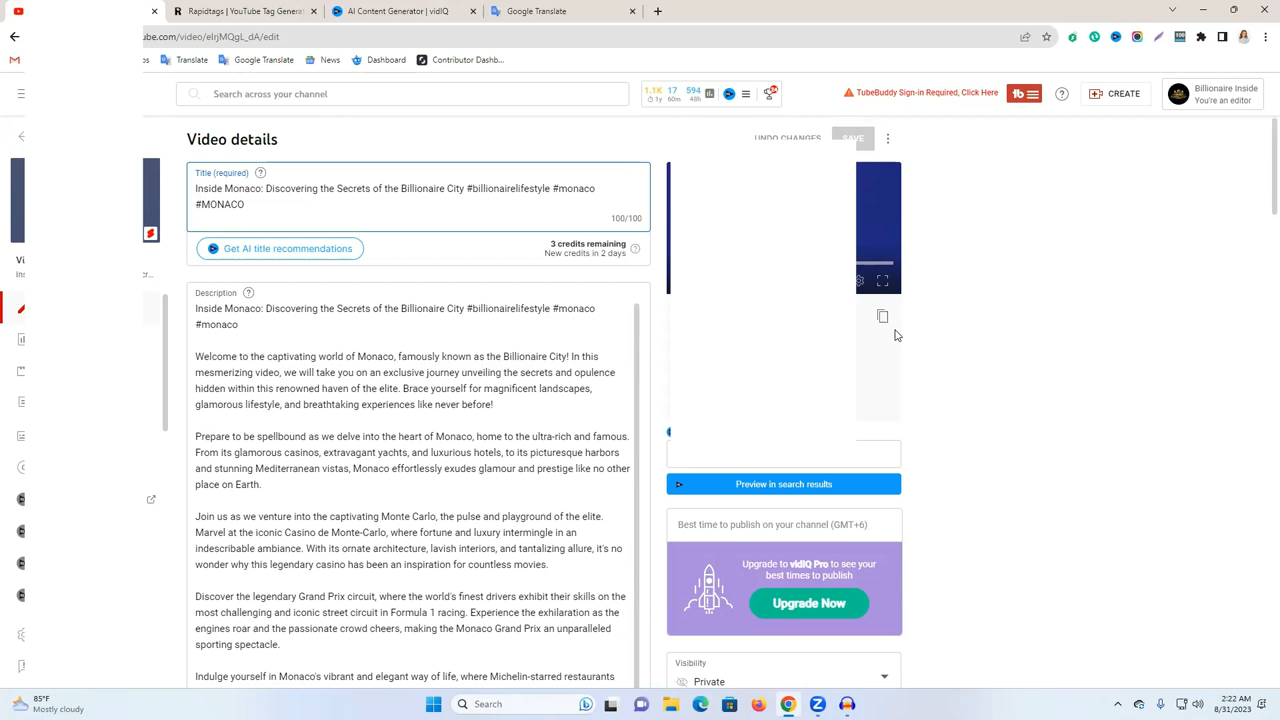 Rapidtags | YouTube Tag Genera
AI Content Generator | vidIQ
Google Translate
be.com/video/eIrjMQgL_dA/edit
Translate
Google Translate
News
Dashboard
Contributor Dashb...
Search across your channel
1.1K 17 594
1y 60m 48h
TubeBuddy Sign-in Required, Click Here
tb
CREATE
Billionaire Inside
You're an editor
Video details
UNDO CHANGES
SAVE
Title (required)
Inside Monaco: Discovering the Secrets of the Billionaire City #billionairelifestyle #monaco
#MONACO
100/100
Get AI title recommendations
3 credits remaining
New credits in 2 days
Description
Inside Monaco: Discovering the Secrets of the Billionaire City #billionairelifestyle #monaco
#monaco
Welcome to the captivating world of Monaco, famously known as the Billionaire City! In this
mesmerizing video, we will take you on an exclusive journey unveiling the secrets and opulence
hidden within this renowned haven of the elite. Brace yourself for magnificent landscapes,
glamorous lifestyle, and breathtaking experiences like never before!
Prepare to be spellbound as we delve into the heart of Monaco, home to the ultra-rich and famous.
From its glamorous casinos, extravagant yachts, and luxurious hotels, to its picturesque harbors
and stunning Mediterranean vistas, Monaco effortlessly exudes glamour and prestige like no other
place on Earth.
Join us as we venture into the captivating Monte Carlo, the pulse and playground of the elite.
Marvel at the iconic Casino de Monte-Carlo, where fortune and luxury intermingle in an
indescribable ambiance. With its ornate architecture, lavish interiors, and tantalizing allure, it's no
wonder why this legendary casino has been an inspiration for countless movies.
Discover the legendary Grand Prix circuit, where the world's finest drivers exhibit their skills on the
most challenging and iconic street circuit in Formula 1 racing. Experience the exhilaration as the
engines roar and the passionate crowd cheers, making the Monaco Grand Prix an unparalleled
sporting spectacle.
Indulge yourself in Monaco's vibrant and elegant way of life, where Michelin-starred restaurants
Preview in search results
Best time to publish on your channel (GMT+6)
Upgrade to vidIQ Pro to see your
best times to publish
Upgrade Now
Visibility
Private
85°F
Mostly cloudy
Search
2:22 AM
8/31/2023